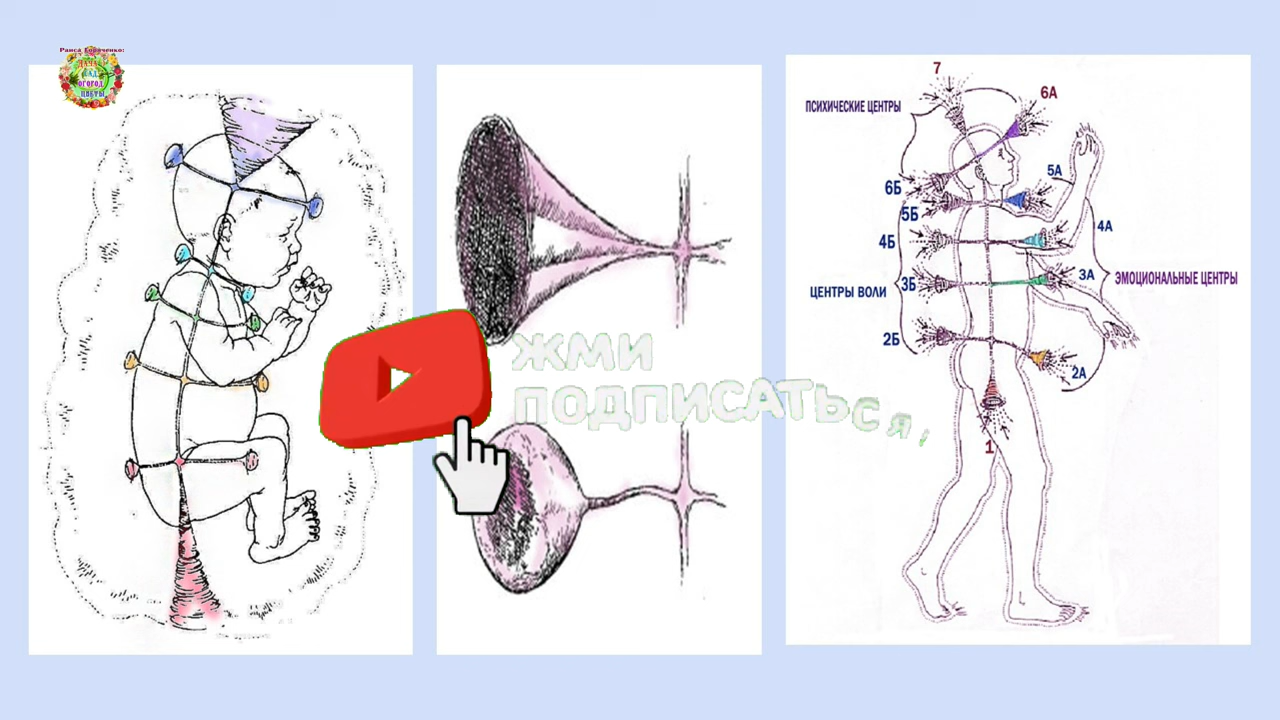 Раиса Горяченко:
ДАЧА
САД
ОГОРОД
ЦВЕТЫ
ЖМИ
ПОДПИСАТЬСЯ,
7
6А
ПСИХИЧЕСКИЕ ЦЕНТРЫ
5А
6Б
5Б
4А
4Б
3А
ЭМОЦИОНАЛЬНЫЕ ЦЕНТРЫ
ЦЕНТРЫ ВОЛИ
3Б
2Б
2А
1